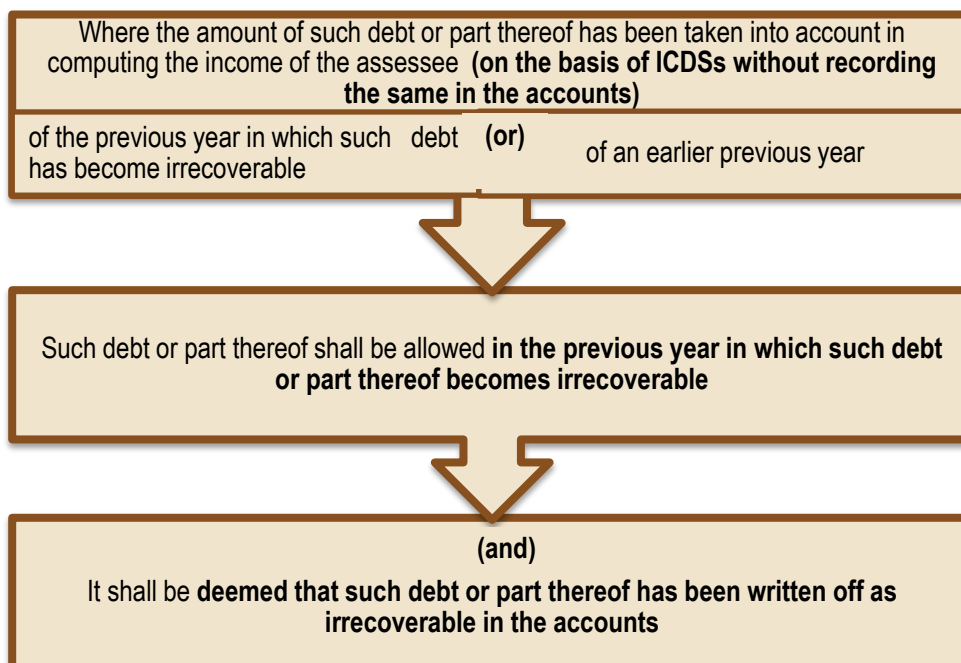 Where the amount of such debt or part thereof has been taken into account in
computing the income of the assessee (on the basis of ICDSs without recording
the same in the accounts)
of the previous year in which such debt
has become irrecoverable
(or)
of an earlier previous year
Such debt or part thereof shall be allowed in the previous year in which such debt
or part thereof becomes irrecoverable
(and)
It shall be deemed that such debt or part thereof has been written off as
irrecoverable in the accounts